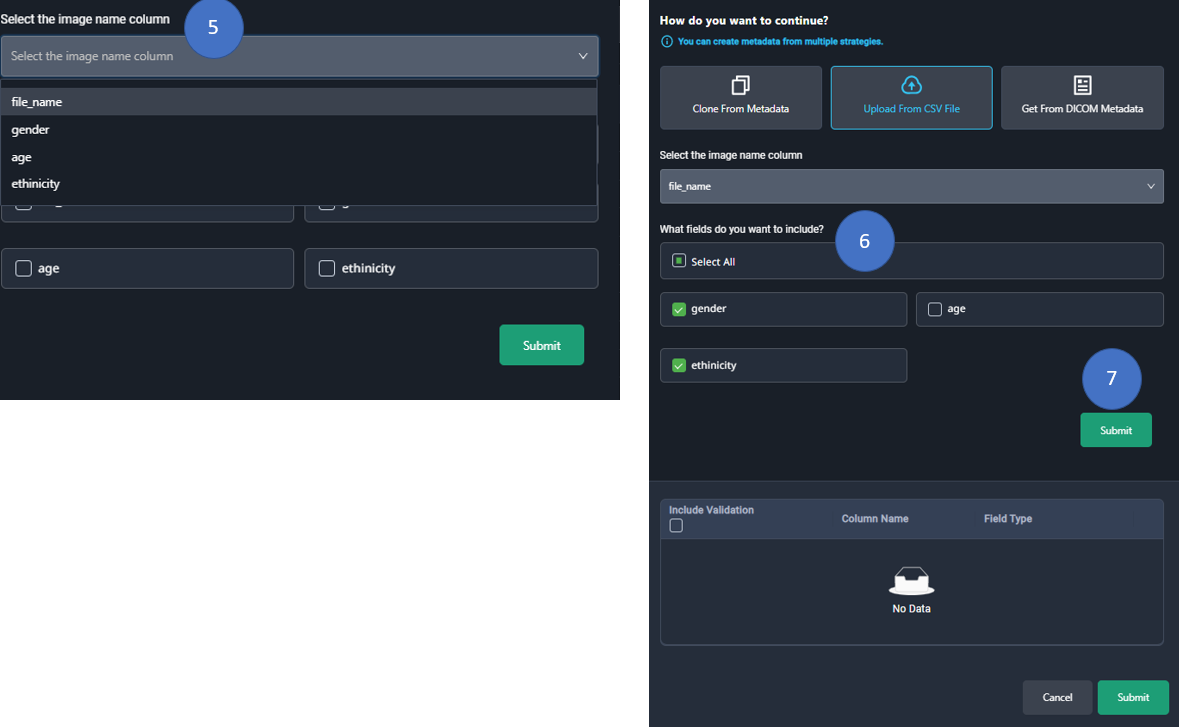 Select the image name column
5
Select the image name column
file_name
gender
age
ethinicity
age
ethinicity
Submit
How do you want to continue?
You can create metadata from multiple strategies.
Clone From Metadata
Upload From CSV File
Get From DICOM Metadata
Select the image name column
file_name
What fields do you want to include?
6
Select All
gender
age
ethinicity
7
Submit
Include Validation
Column Name
Field Type
No Data
Cancel
Submit